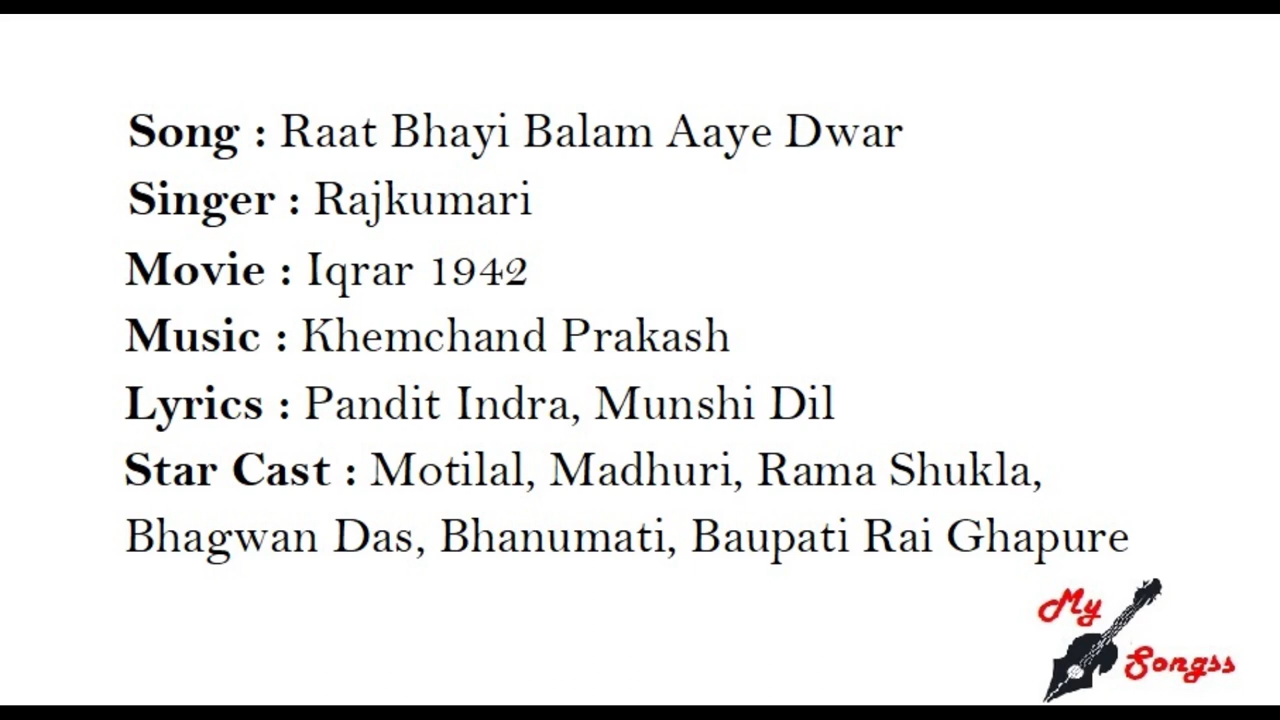 Song : Raat Bhayi Balam Aaye Dwar
Singer : Rajkumari
Movie : Iqrar 1942
Music : Khemchand Prakash
Lyrics : Pandit Indra, Munshi Dil
Star Cast : Motilal, Madhuri, Rama Shukla,
Bhagwan Das, Bhanumati, Baupati Rai Ghapure
My
Songss